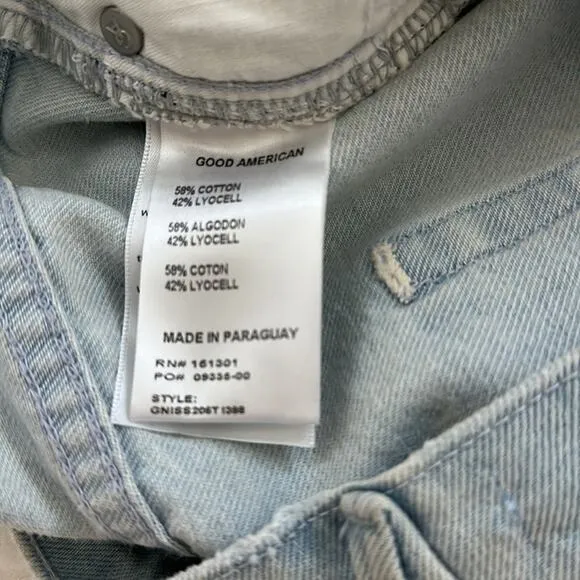 GOOD AMERICAN
58% COTTON
42% LYOCELL
58% ALGODON
42% LYOCELL
58% COTON
42% LYOCELL
MADE IN PARAGUAY
RN# 161301
PO# 09335-00
STYLE: